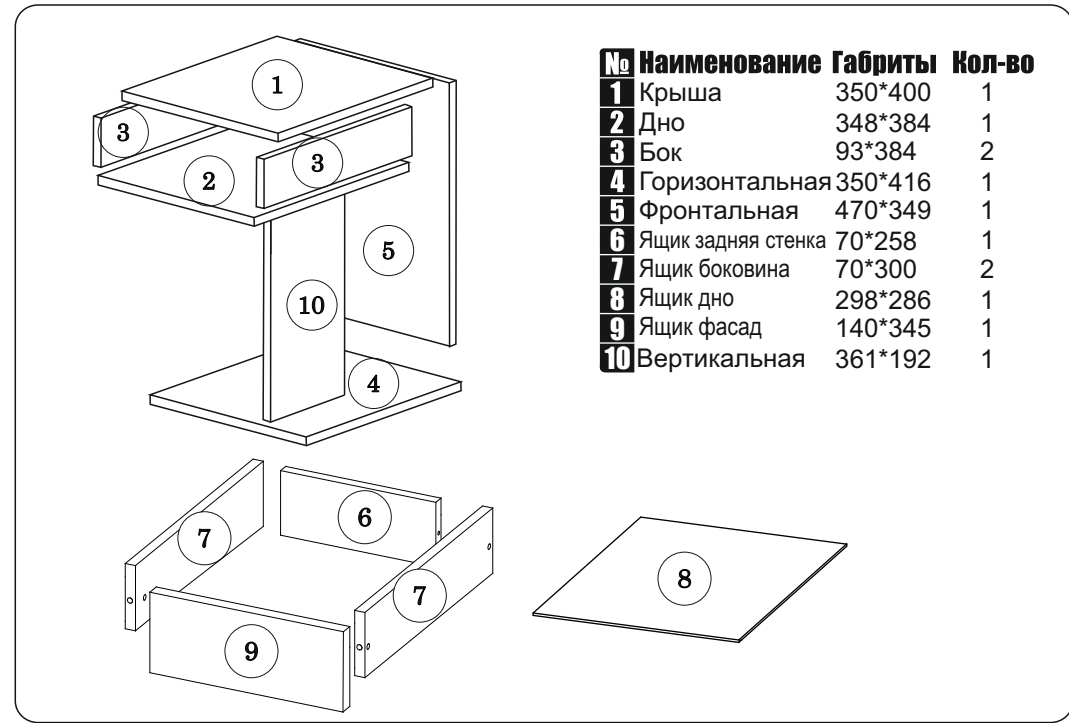 № Наименование Габриты Кол-во
1 Крыша 350*400 1
2 Дно 348*384 1
3 Бок 93*384 2
4 Горизонтальная 350*416 1
5 Фронтальная 470*349 1
6 Ящик задняя стенка 70*258 1
7 Ящик боковина 70*300 2
8 Ящик дно 298*286 1
9 Ящик фасад 140*345 1
10 Вертикальная 361*192 1
1
3
3
2
5
10
4
6
7
7
8
9